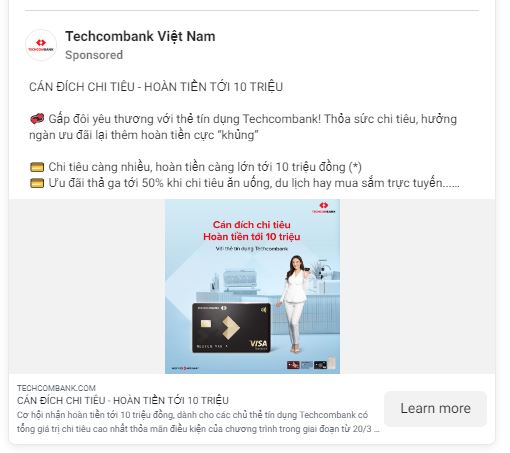 Techcombank Việt Nam
Sponsored
CÁN ĐÍCH CHI TIÊU - HOÀN TIỀN TỚI 10 TRIỆU
Gấp đôi yêu thương với thẻ tín dụng Techcombank! Thỏa sức chi tiêu, hưởng
ngàn ưu đãi lại thêm hoàn tiền cực “khủng”
Chi tiêu càng nhiều, hoàn tiền càng lớn tới 10 triệu đồng (*)
Ưu đãi thả ga tới 50% khi chi tiêu ăn uống, du lịch hay mua sắm trực tuyến......
TECHCOMBANK
Cán đích chi tiêu
Hoàn tiền tới 10 triệu
Với thẻ tín dụng Techcombank
TECHCOMBANK
VISA
TECHCOMBANK.COM
CÁN ĐÍCH CHI TIÊU - HOÀN TIỀN TỚI 10 TRIỆU
Cơ hội nhận hoàn tiền tới 10 triệu đồng, dành cho các chủ thẻ tín dụng Techcombank có
tổng giá trị chi tiêu cao nhất thỏa mãn điều kiện của chương trình trong giai đoạn từ 20/3 ...
Learn more